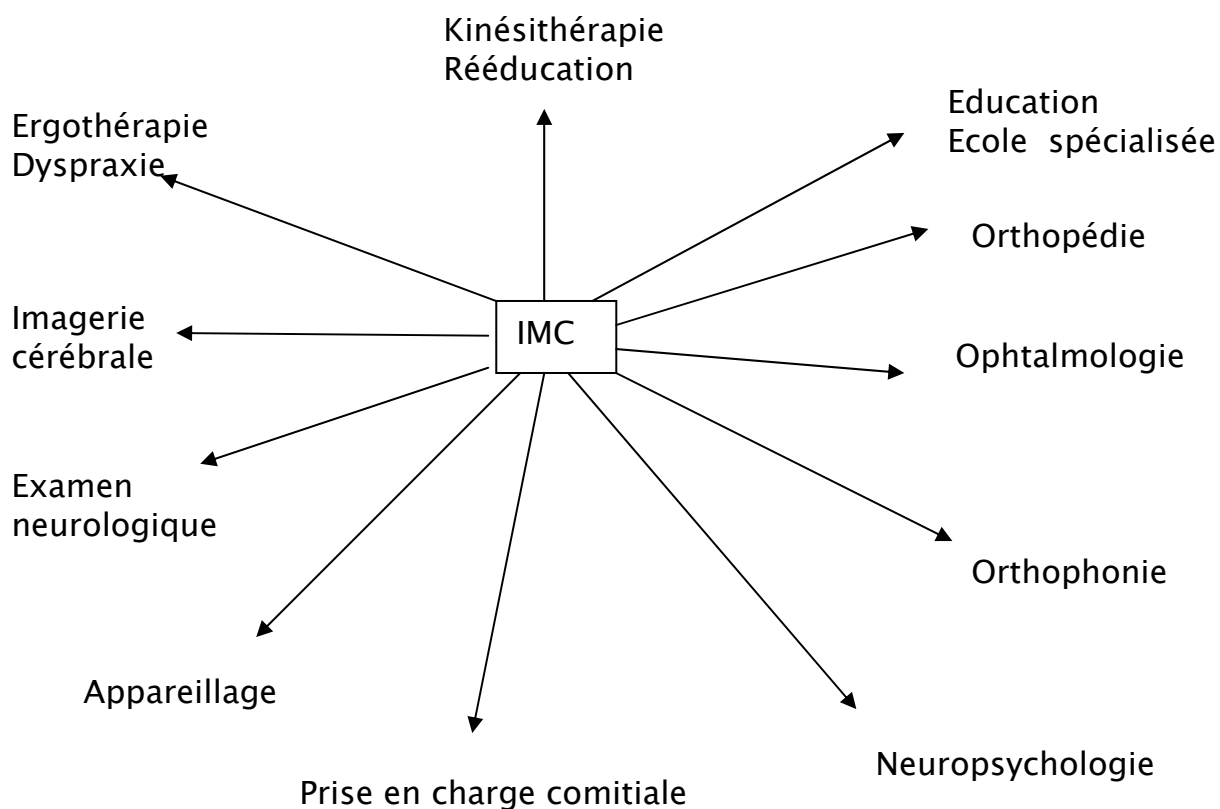 Kinésithérapie
Rééducation
Education
Ecole spécialisée
Ergothérapie
Dyspraxie
Orthopédie
Imagerie
cérébrale
IMC
Ophtalmologie
Examen
neurologique
Orthophonie
Appareillage
Neuropsychologie
Prise en charge comitiale